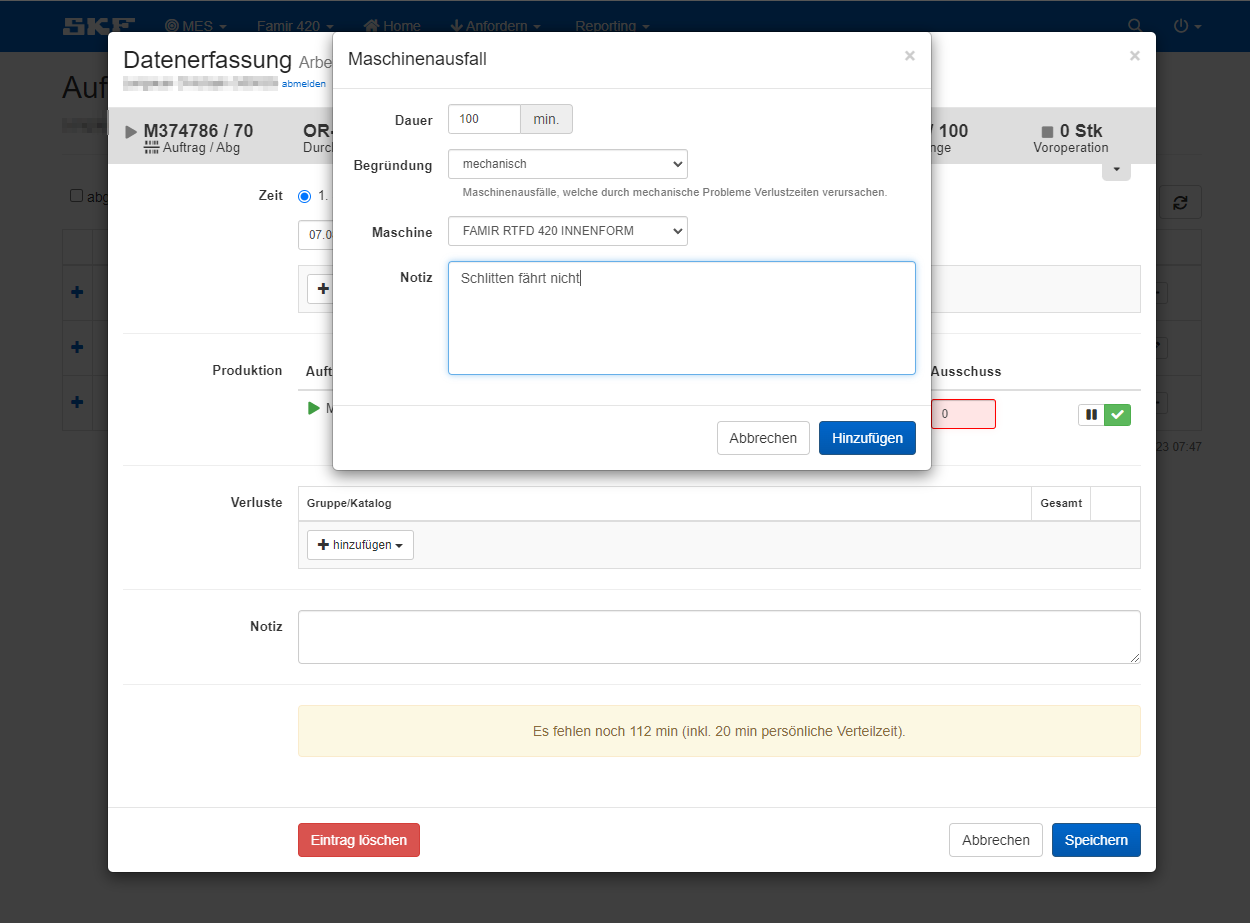 SKF MES Famir 420 Home Anfordern Reporting
Auf
Datenerfassung Arbe
abmelden
Maschinenausfall ×
×
M374786 / 70
Auftrag / Abg
OR-
Durcl
/ 100
nge
0 Stk
Voroperation
abg
Zeit 1.
07.0
Dauer 100 min.
Begründung mechanisch
Maschinenausfälle, welche durch mechanische Probleme Verlustzeiten verursachen.
Maschine FAMIR RTFD 420 INNENFORM
Notiz Schlitten fährt nicht
Abbrechen Hinzufügen
Produktion Auft Ausschuss
M 0
23 07:47
Verluste Gruppe/Katalog Gesamt
hinzufügen
Notiz
Es fehlen noch 112 min (inkl. 20 min persönliche Verteilzeit).
Eintrag löschen Abbrechen Speichern